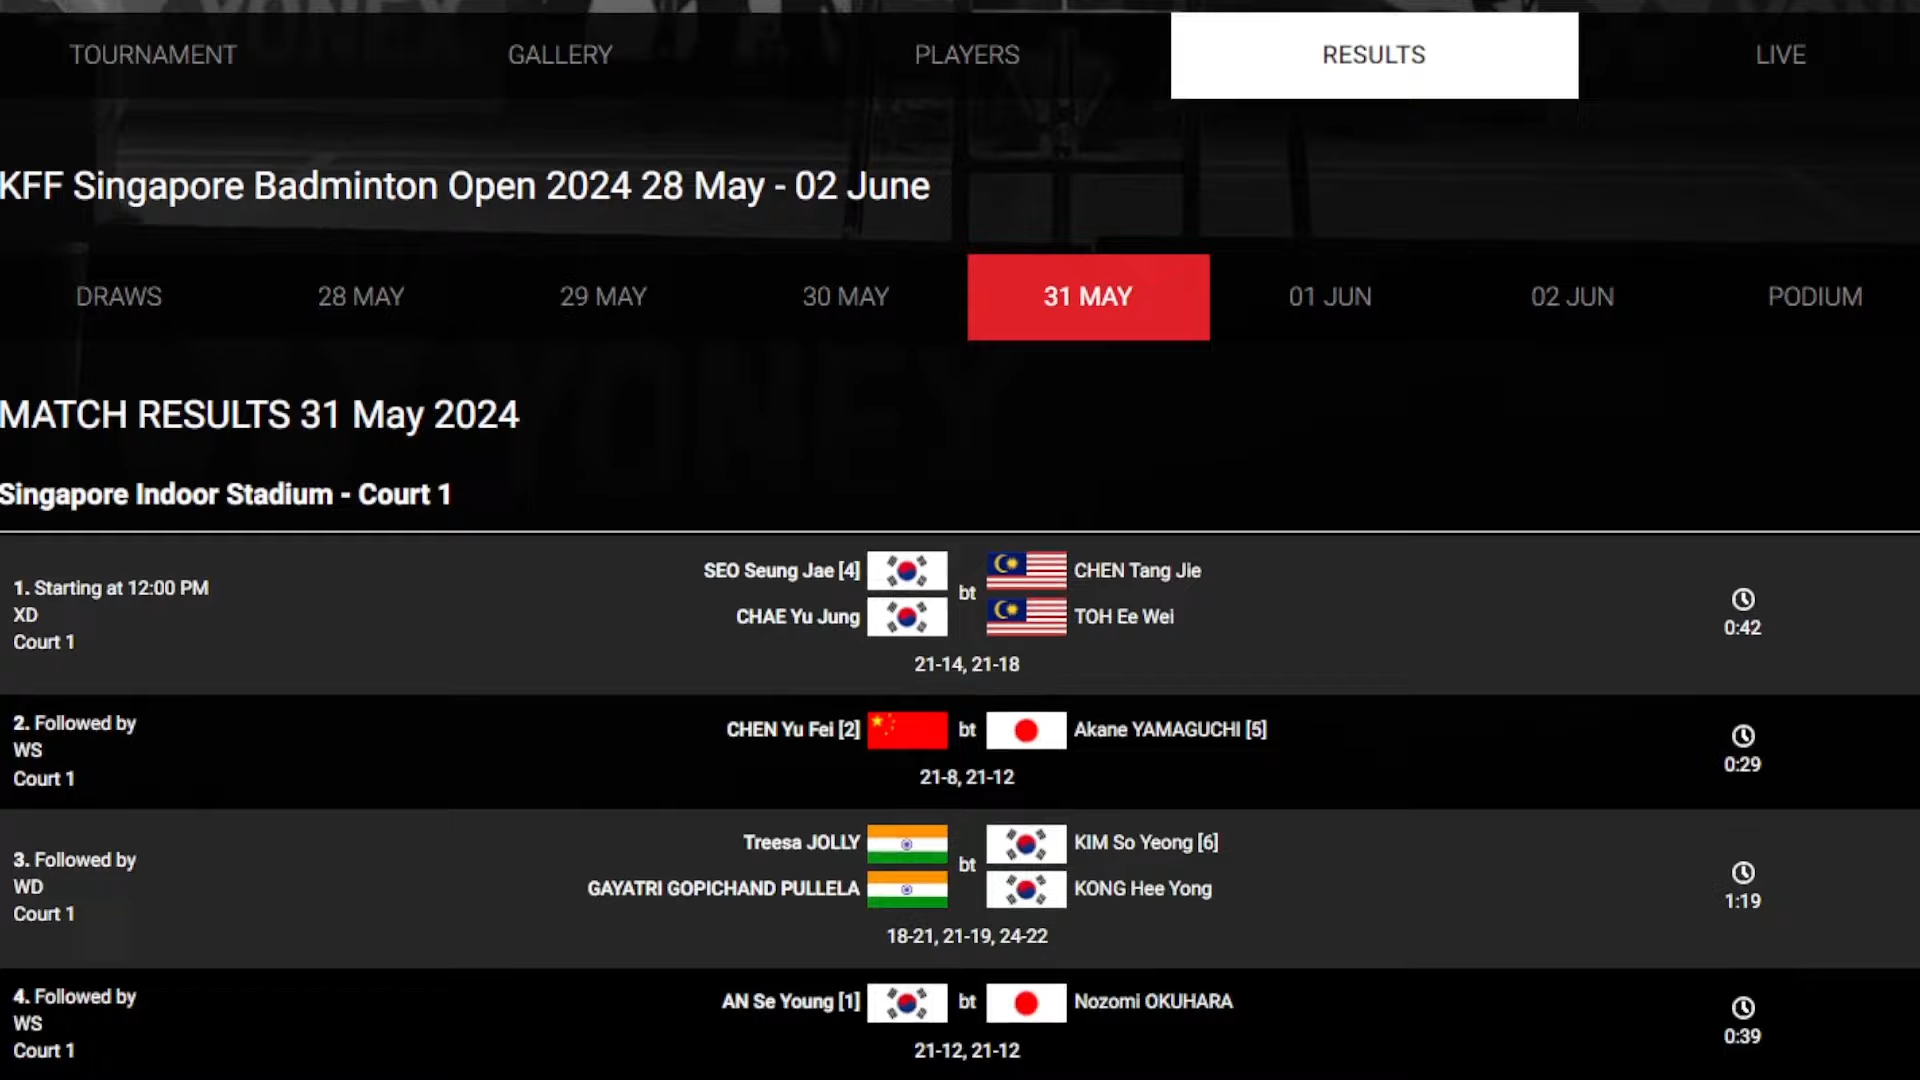 TOURNAMENT GALLERY PLAYERS RESULTS LIVE
KFF Singapore Badminton Open 2024 28 May - 02 June
DRAWS 28 MAY 29 MAY 30 MAY 31 MAY 01 JUN 02 JUN PODIUM
MATCH RESULTS 31 May 2024
Singapore Indoor Stadium - Court 1
1. Starting at 12:00 PM
XD
Court 1
SEO Seung Jae [4]
CHAE Yu Jung
bt
CHEN Tang Jie
TOH Ee Wei
21-14, 21-18
0:42
2. Followed by
WS
Court 1
CHEN Yu Fei [2] bt Akane YAMAGUCHI [5]
21-8, 21-12
0:29
3. Followed by
WD
Court 1
Treesa JOLLY
GAYATRI GOPICHAND PULLELA
bt
KIM So Yeong [6]
KONG Hee Yong
18-21, 21-19, 24-22
1:19
4. Followed by
WS
Court 1
AN Se Young [1] bt Nozomi OKUHARA
21-12, 21-12
0:39